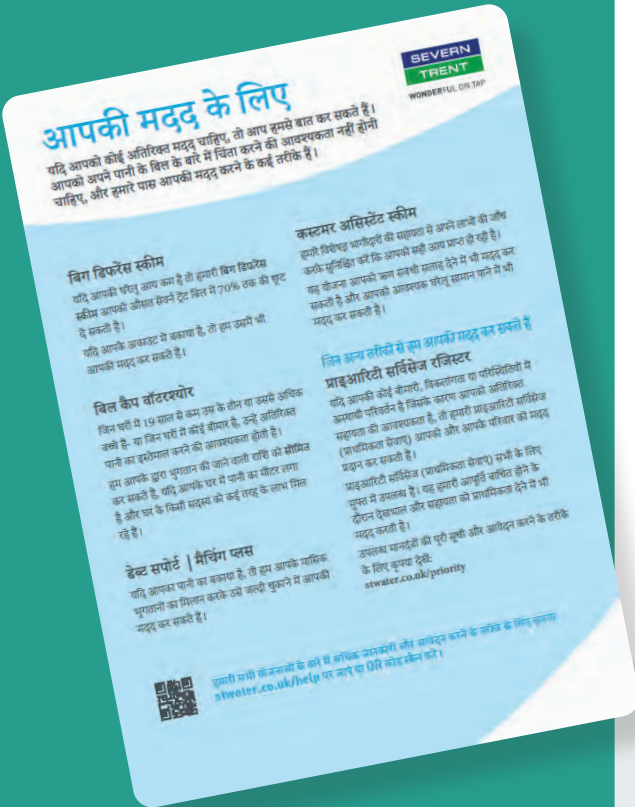 SEVERN
TRENT
WONDERFUL ON TAP
आपकी मदद के लिए
यदि आपको कोई अतिरिक्त मदद चाहिए, तो आप हमसे बात कर सकते हैं।
आपको अपने पानी के बिल के बारे में चिंता करने की आवश्यकता नहीं होनी
चाहिए, और हमारे पास आपकी मदद करने के कई तरीके हैं।
बिग डिफरेंस स्कीम
यदि आपकी घरेलू आय कम है तो हमारी बिग डिफरेंस
स्कीम आपको औसत सेवर्न ट्रेंट बिल में 70% तक की छूट
दे सकती है।
यदि आपके अकाउंट में बकाया है, तो हम उसमें भी
आपकी मदद कर सकते हैं।
बिल कैप वॉटरश्योर
जिन घरों में 19 साल से कम उम्र के तीन या उससे अधिक
बच्चे हैं- या जिन घरों में कोई बीमार है, उन्हें अतिरिक्त
पानी का इस्तेमाल करने की आवश्यकता होती है।
हम आपके द्वारा भुगतान की जाने वाली राशि को सीमित
कर सकते हैं, यदि आपके घर में पानी का मीटर लगा
है और घर के किसी सदस्य को कई तरह के लाभ मिल
रहे हैं।
डेब्ट सपोर्ट | मैचिंग प्लस
यदि आपका पानी का बकाया है, तो हम आपके मासिक
भुगतानों का मिलान करके उसे जल्दी चुकाने में आपकी
मदद कर सकते हैं।
कस्टमर असिस्टेंट स्कीम
हमारे विशेषज्ञ भागीदारों की सहायता से अपने लाभों की जाँच
करके सुनिश्चित करें कि आपको सही आय प्राप्त हो रही है।
यह योजना आपको ऋण संबंधी सलाह देने में भी मदद कर
सकती है और आपको आवश्यक घरेलू सामान पाने में भी
मदद कर सकती है।
जिन अन्य तरीकों से हम आपकी मदद कर सकते हैं
प्राइआरिटी सर्विसेज रजिस्टर
यदि आपकी कोई बीमारी, विकलांगता या परिस्थितियों में
अस्थायी परिवर्तन है जिसके कारण आपको अतिरिक्त
सहायता की आवश्यकता है, तो हमारी प्राइआरिटी सर्विसेज
(प्राथमिकता सेवाएं) आपको और आपके परिवार की मदद
प्रदान कर सकती है।
प्राइआरिटी सर्विसेज (प्राथमिकता सेवाएं) सभी के लिए
मुफ्त में उपलब्ध है। यह हमारी आपूर्ति बाधित होने के
दौरान देखभाल और सहायता को प्राथमिकता देने में भी
मदद करती है।
उपलब्ध मानदंडों की पूरी सूची और आवेदन करने के तरीके
के लिए कृपया देखें:
stwater.co.uk/priority
हमारी सभी योजनाओं के बारे में अधिक जानकारी और आवेदन करने के तरीके के लिए कृपया
stwater.co.uk/help पर जाएं या QR कोड स्कैन करें।